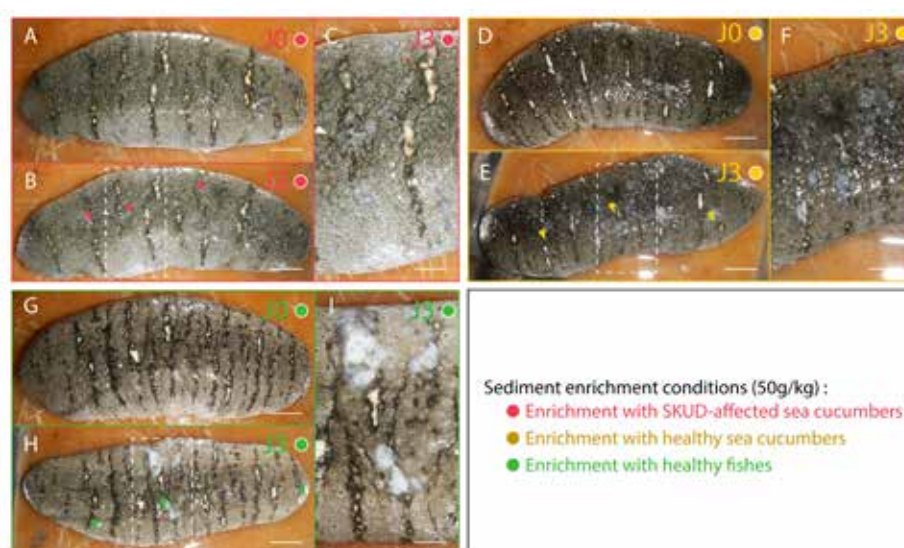 A
J0
B
J3
C
J3
D
J0
E
J3
F
J3
G
J0
H
J3
I
J3
Sediment enrichment conditions (50g/kg) :
Enrichment with SKUD-affected sea cucumbers
Enrichment with healthy sea cucumbers
Enrichment with healthy fishes